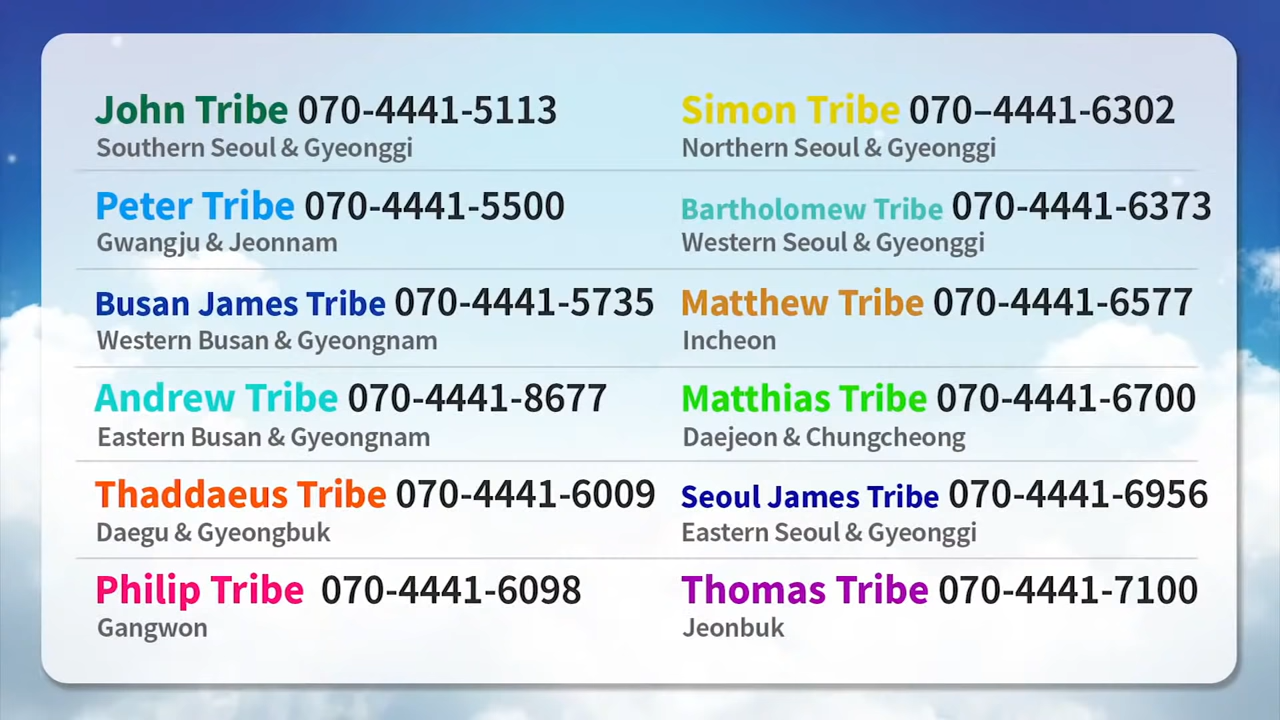 John Tribe 070-4441-5113
Southern Seoul & Gyeonggi
Peter Tribe 070-4441-5500
Gwangju & Jeonnam
Busan James Tribe 070-4441-5735
Western Busan & Gyeongnam
Andrew Tribe 070-4441-8677
Eastern Busan & Gyeongnam
Thaddaeus Tribe 070-4441-6009
Daegu & Gyeongbuk
Philip Tribe 070-4441-6098
Gangwon
Simon Tribe 070–4441-6302
Northern Seoul & Gyeonggi
Bartholomew Tribe 070-4441-6373
Western Seoul & Gyeonggi
Matthew Tribe 070-4441-6577
Incheon
Matthias Tribe 070-4441-6700
Daejeon & Chungcheong
Seoul James Tribe 070-4441-6956
Eastern Seoul & Gyeonggi
Thomas Tribe 070-4441-7100
Jeonbuk